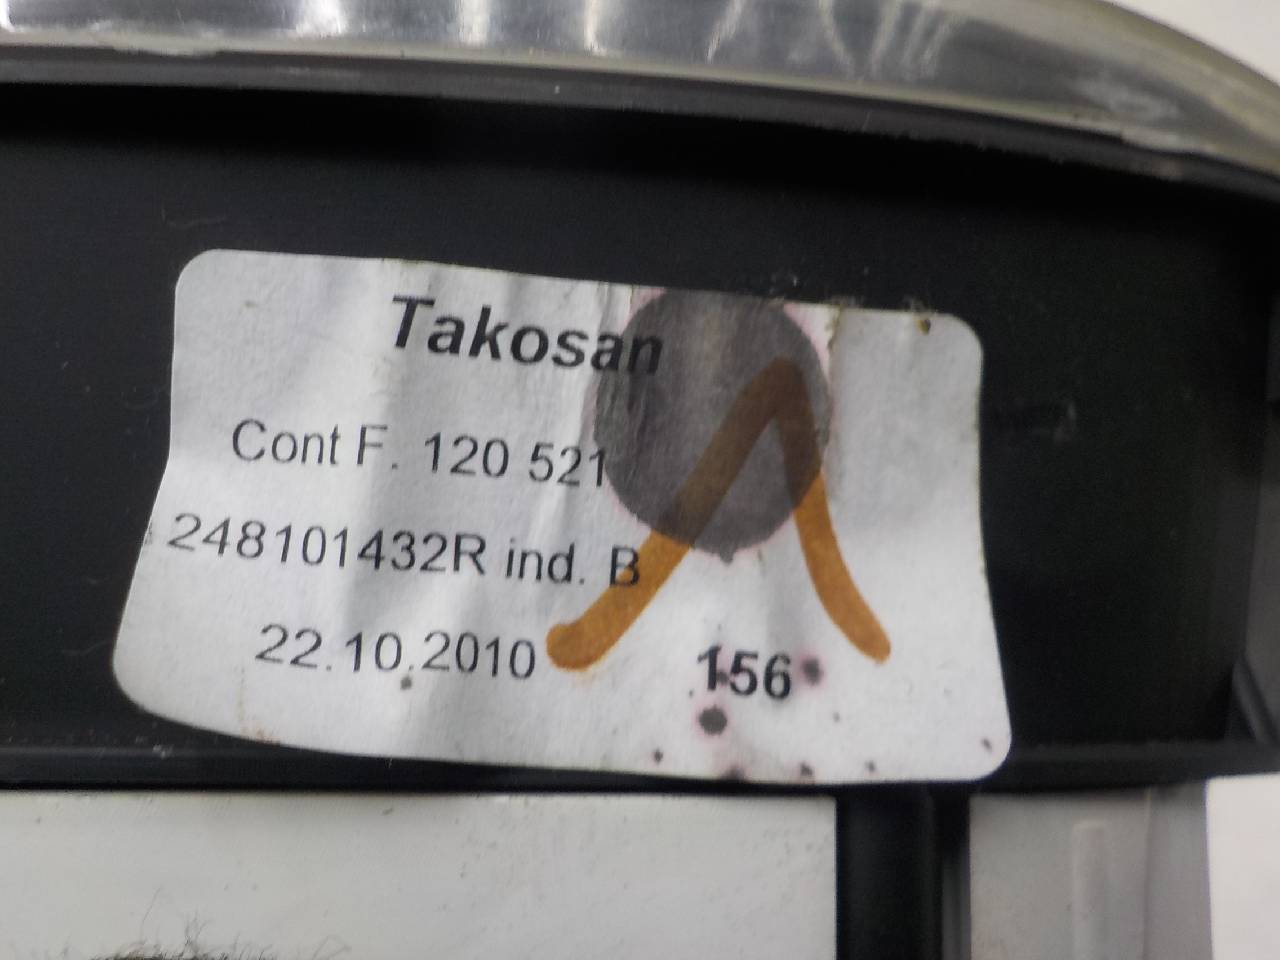 Takosan
Cont F. 120 521
248101432R ind. B
22.10.2010 156